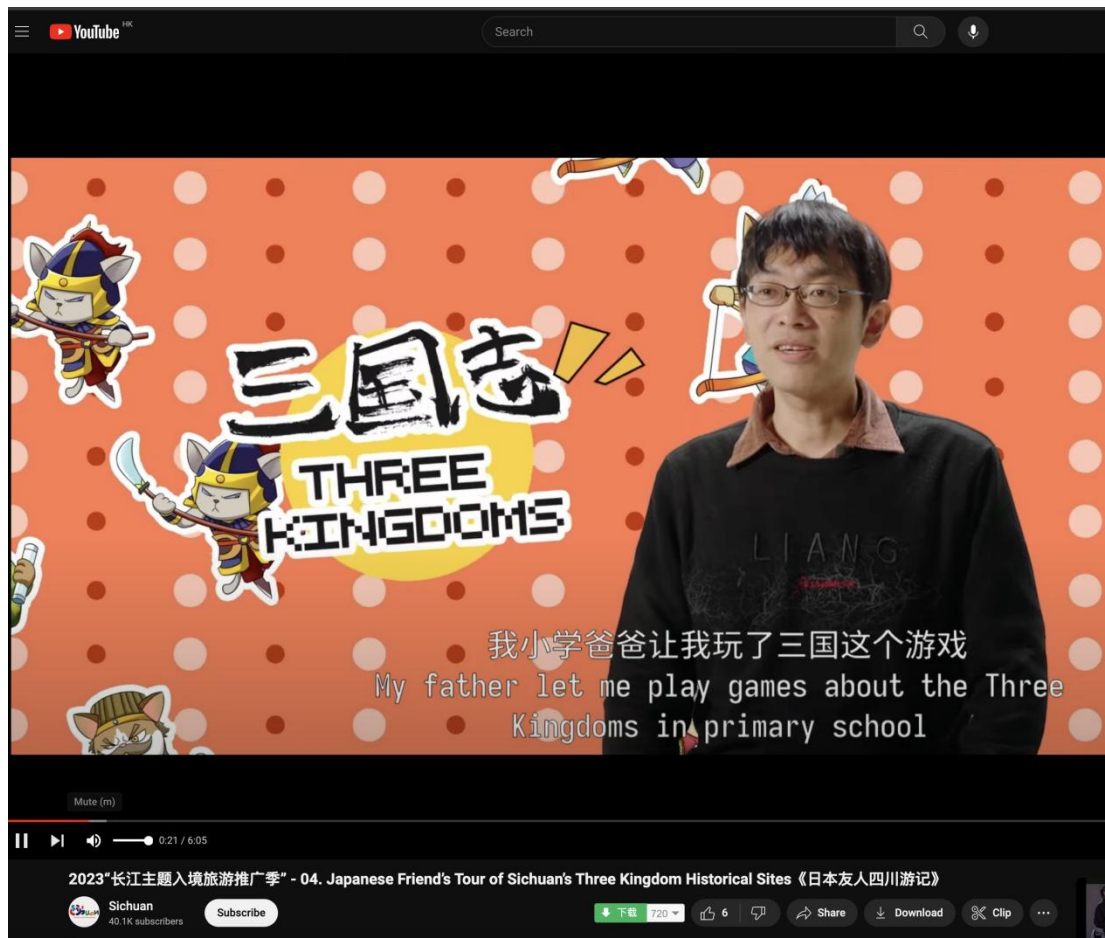 YouTube HK
Search
三国志
THREE
KINGDOMS
LIANG
我小学爸爸让我玩了三国这个游戏
My father let me play games about the Three
Kingdoms in primary school
Mute (m)
0:21 / 6:05
2023“长江主题入境旅游推广季” - 04. Japanese Friend's Tour of Sichuan's Three Kingdom Historical Sites《日本友人四川游记》
Sichuan
40.1K subscribers
Subscribe
下载 720
6
Share
Download
Clip